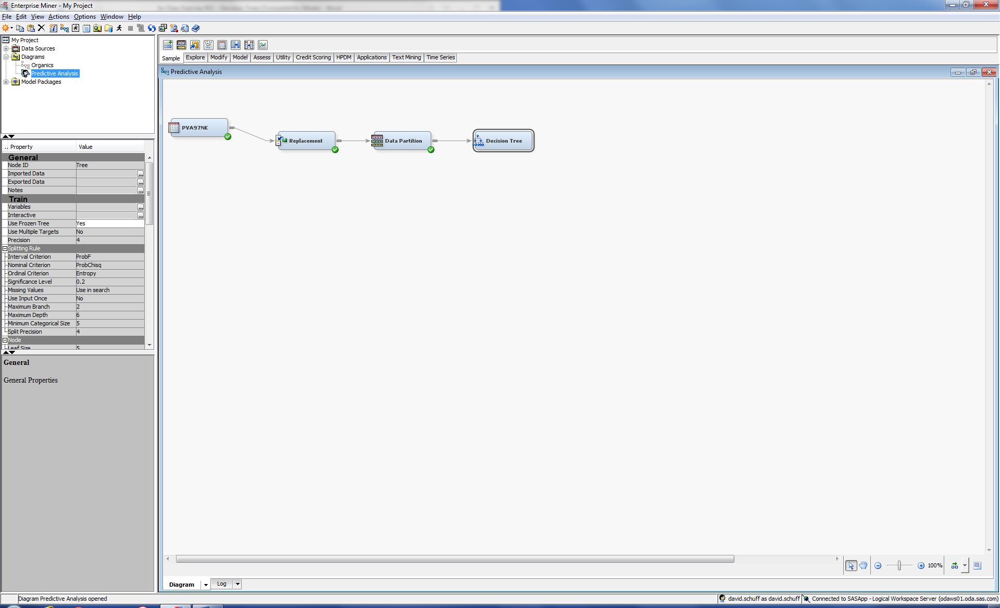 Enterprise Miner - My Project
File Edit View Actions Options Window Help
My Project
Data Sources
Diagrams
Organics
Predictive Analysis
Model Packages
Sample Explore Modify Model Assess Utility Credit Scoring HPDM Applications Text Mining Time Series
Predictive Analysis
PVA97NK
Replacement
Data Partition
Decision Tree
.. Property Value
General
Node ID Tree
Imported Data ...
Exported Data ...
Notes ...
Train
Variables ...
Interactive ...
Use Frozen Tree Yes
Use Multiple Targets No
Precision 4
Splitting Rule
Interval Criterion ProbF
Nominal Criterion ProbChisq
Ordinal Criterion Entropy
Significance Level 0.2
Missing Values Use in search
Use Input Once No
Maximum Branch 2
Maximum Depth 6
Minimum Categorical Size 5
Split Precision 4
Node
Leaf Size 5
General
General Properties
100%
Diagram Log
Diagram Predictive Analysis opened
david.schuff as david.schuff
Connected to SASApp - Logical Workspace Server (odaws01.oda.sas.com)